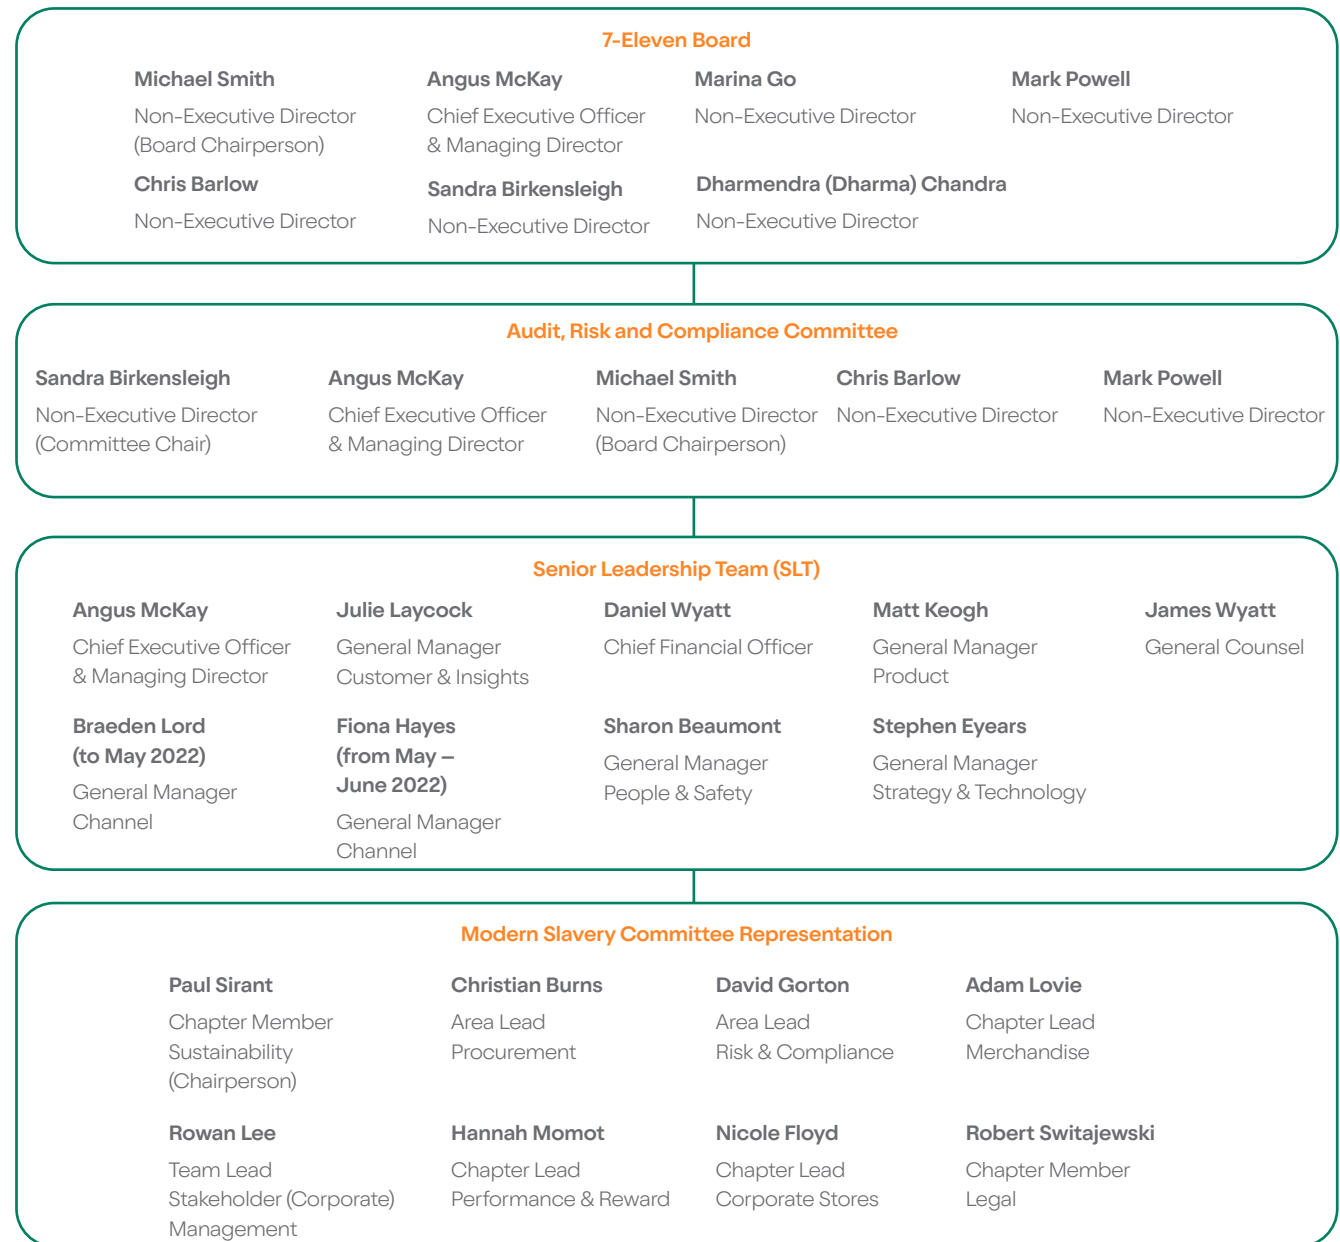 7-Eleven Board
Michael Smith
Non-Executive Director
(Board Chairperson)
Angus McKay
Chief Executive Officer
& Managing Director
Marina Go
Non-Executive Director
Mark Powell
Non-Executive Director
Chris Barlow
Non-Executive Director
Sandra Birkensleigh
Non-Executive Director
Dharmendra (Dharma) Chandra
Non-Executive Director
Audit, Risk and Compliance Committee
Sandra Birkensleigh
Non-Executive Director
(Committee Chair)
Angus McKay
Chief Executive Officer
& Managing Director
Michael Smith
Non-Executive Director
(Board Chairperson)
Chris Barlow
Non-Executive Director
Mark Powell
Non-Executive Director
Senior Leadership Team (SLT)
Angus McKay
Chief Executive Officer
& Managing Director
Julie Laycock
General Manager
Customer & Insights
Daniel Wyatt
Chief Financial Officer
Matt Keogh
General Manager
Product
James Wyatt
General Counsel
Braeden Lord
(to May 2022)
General Manager
Channel
Fiona Hayes
(from May –
June 2022)
General Manager
Channel
Sharon Beaumont
General Manager
People & Safety
Stephen Eyears
General Manager
Strategy & Technology
Modern Slavery Committee Representation
Paul Sirant
Chapter Member
Sustainability
(Chairperson)
Christian Burns
Area Lead
Procurement
David Gorton
Area Lead
Risk & Compliance
Adam Lovie
Chapter Lead
Merchandise
Rowan Lee
Team Lead
Stakeholder (Corporate)
Management
Hannah Momot
Chapter Lead
Performance & Reward
Nicole Floyd
Chapter Lead
Corporate Stores
Robert Switajewski
Chapter Member
Legal